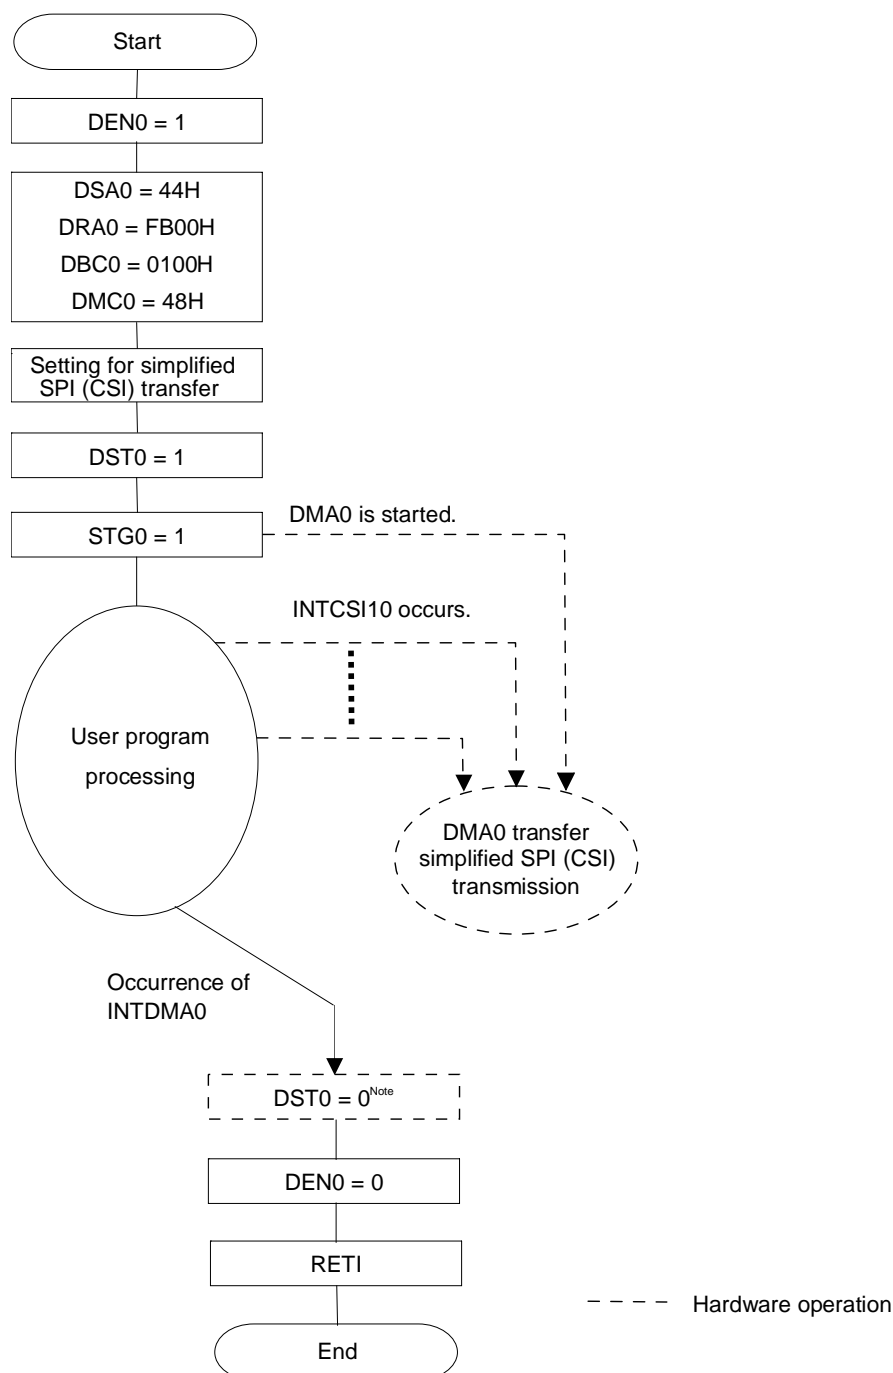 Start
DEN0 = 1
DSA0 = 44H
DRA0 = FB00H
DBC0 = 0100H
DMC0 = 48H
Setting for simplified
SPI (CSI) transfer
DST0 = 1
STG0 = 1
DMA0 is started.
INTCSI10 occurs.
User program
processing
DMA0 transfer
simplified SPI (CSI)
transmission
Occurrence of
INTDMA0
DST0 = 0Note
DEN0 = 0
RETI
Hardware operation
End